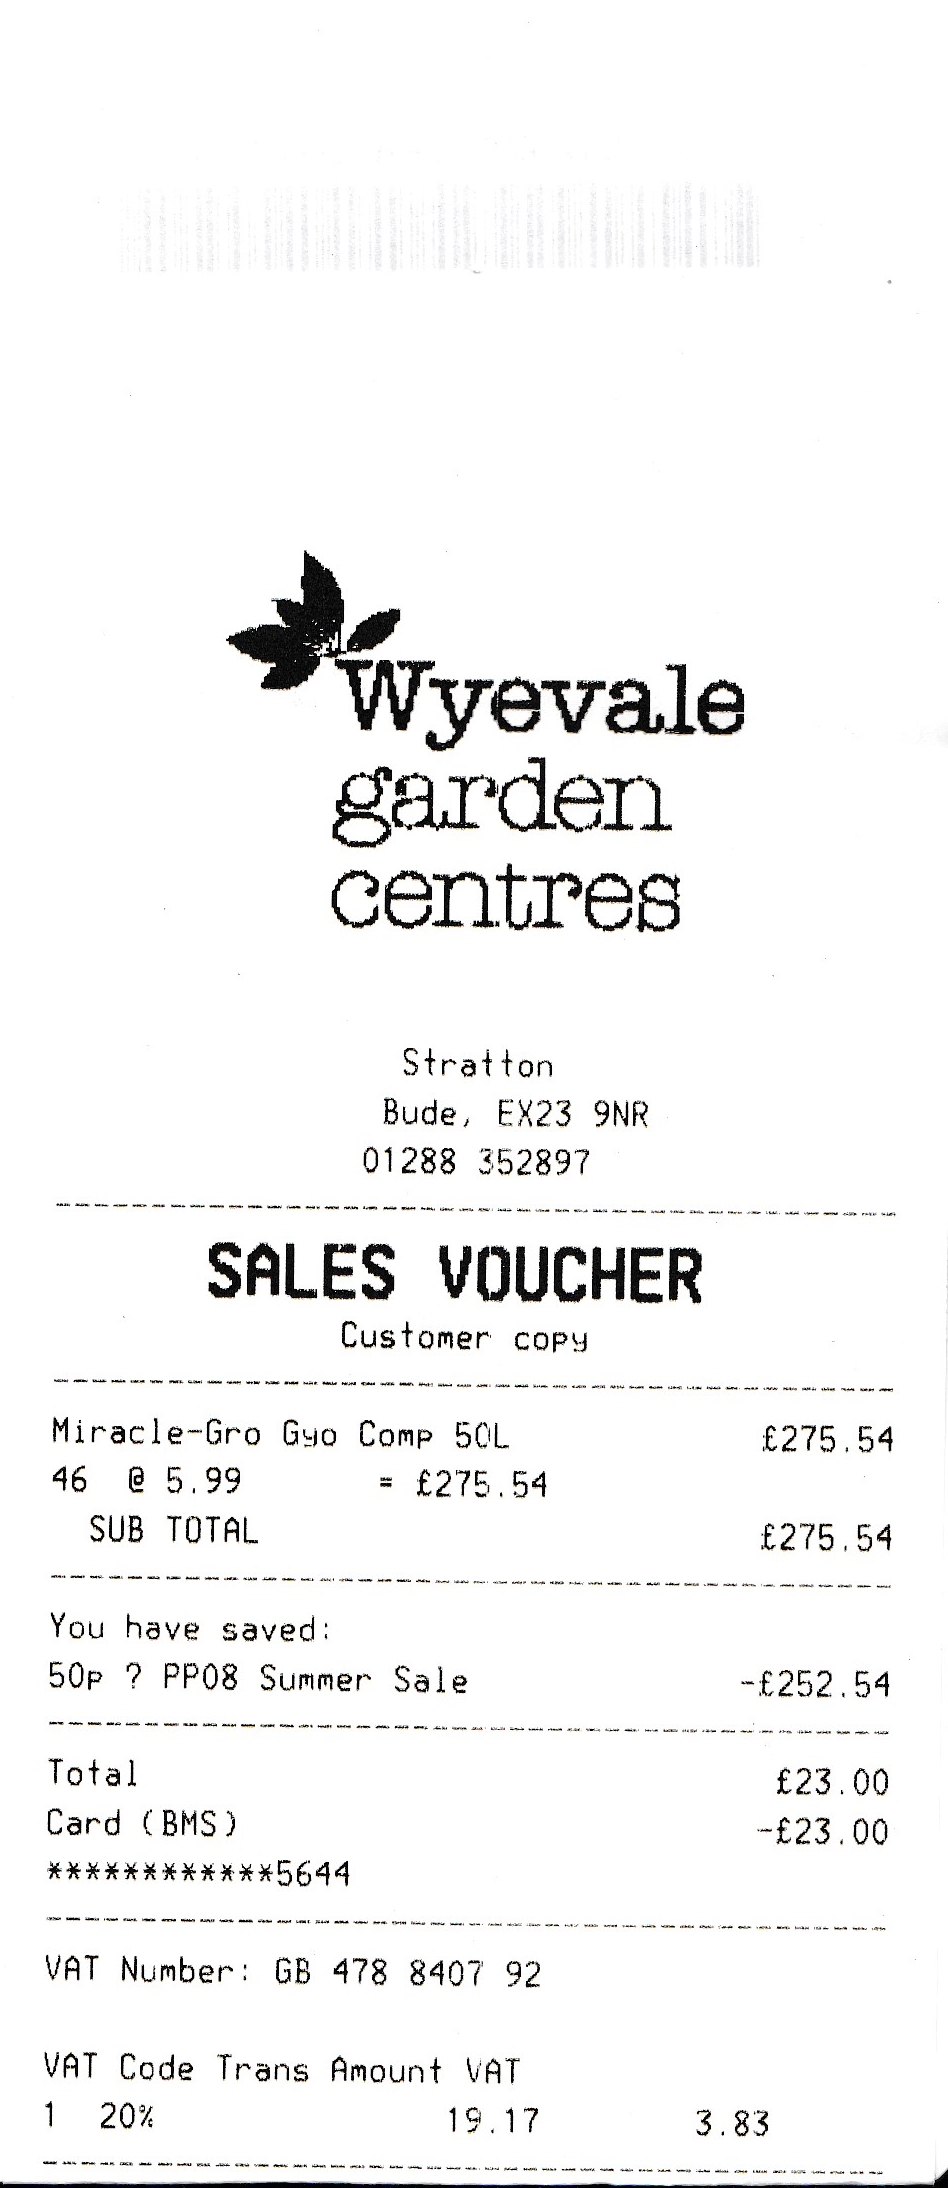 Wyevale
garden
centres
Stratton
Bude, EX23 9NR
01288 352897
SALES VOUCHER
Customer copy
Miracle-Gro Gyo Comp 50L £275.54
46 @ 5.99 = £275.54
SUB TOTAL £275.54
You have saved:
50p ? PP08 Summer Sale -£252.54
Total £23.00
Card (BMS) -£23.00
************5644
VAT Number: GB 478 8407 92
VAT Code Trans Amount VAT
1 20% 19.17 3.83